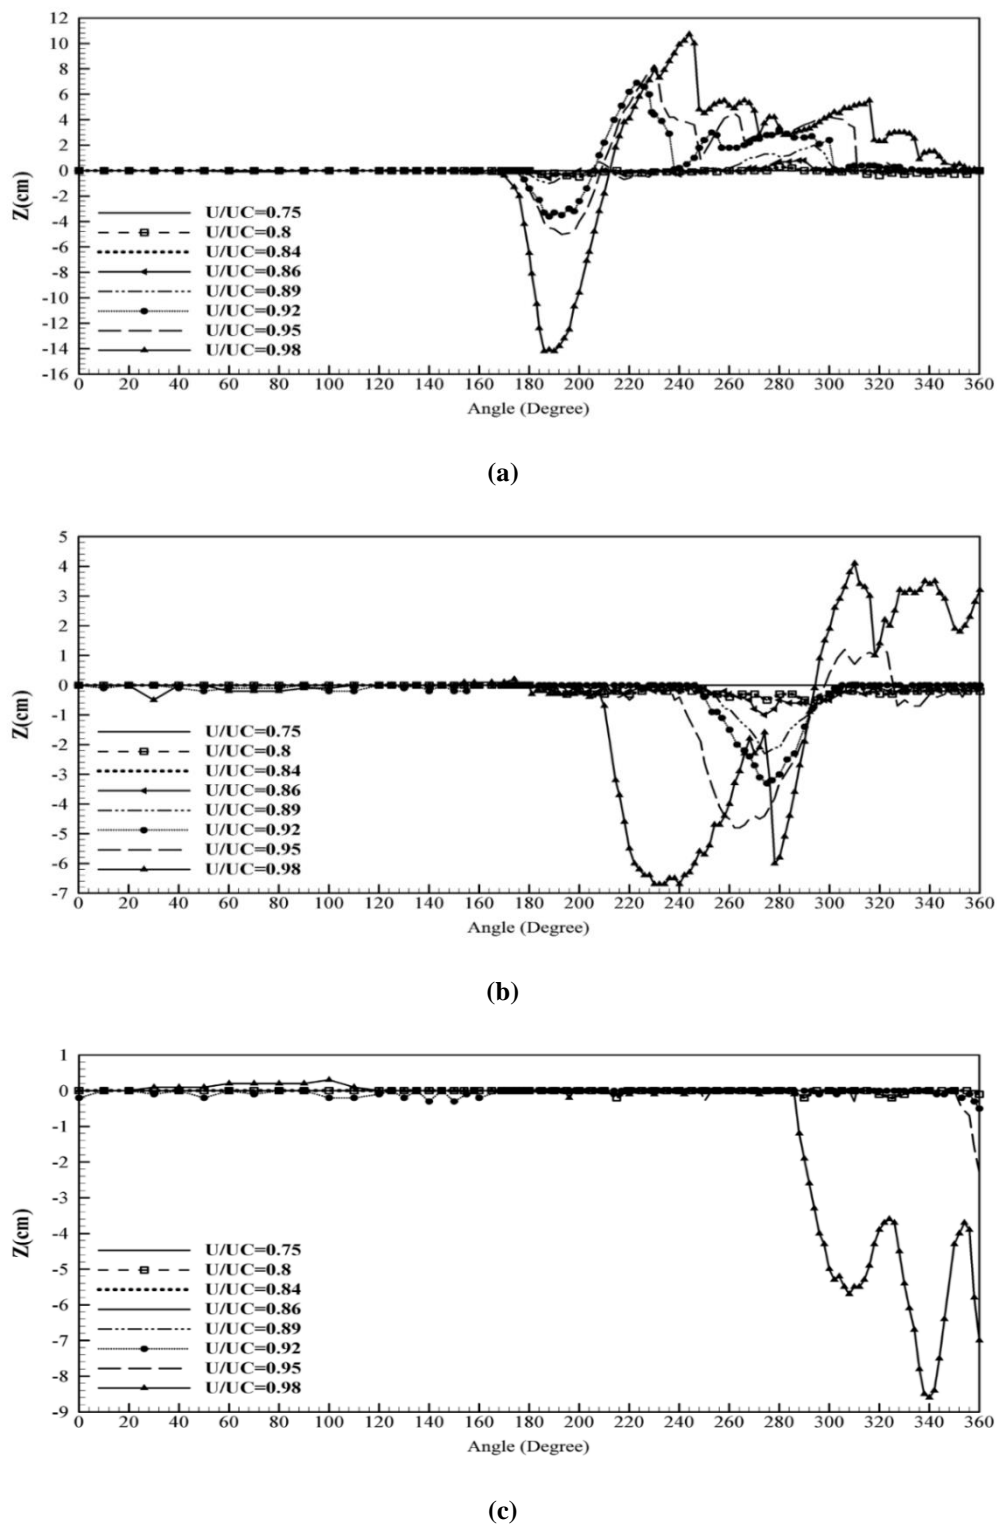 12
10
8
6
4
2
0
-2
-4
-6
-8
-10
-12
-14
-16
Z(cm)
U/UC=0.75
U/UC=0.8
U/UC=0.84
U/UC=0.86
U/UC=0.89
U/UC=0.92
U/UC=0.95
U/UC=0.98
0 20 40 60 80 100 120 140 160 180 200 220 240 260 280 300 320 340 360
Angle (Degree)
(a)
5
4
3
2
1
0
-1
-2
-3
-4
-5
-6
-7
Z(cm)
U/UC=0.75
U/UC=0.8
U/UC=0.84
U/UC=0.86
U/UC=0.89
U/UC=0.92
U/UC=0.95
U/UC=0.98
0 20 40 60 80 100 120 140 160 180 200 220 240 260 280 300 320 340 360
Angle (Degree)
(b)
1
0
-1
-2
-3
-4
-5
-6
-7
-8
-9
Z(cm)
U/UC=0.75
U/UC=0.8
U/UC=0.84
U/UC=0.86
U/UC=0.89
U/UC=0.92
U/UC=0.95
U/UC=0.98
0 20 40 60 80 100 120 140 160 180 200 220 240 260 280 300 320 340 360
Angle (Degree)
(c)